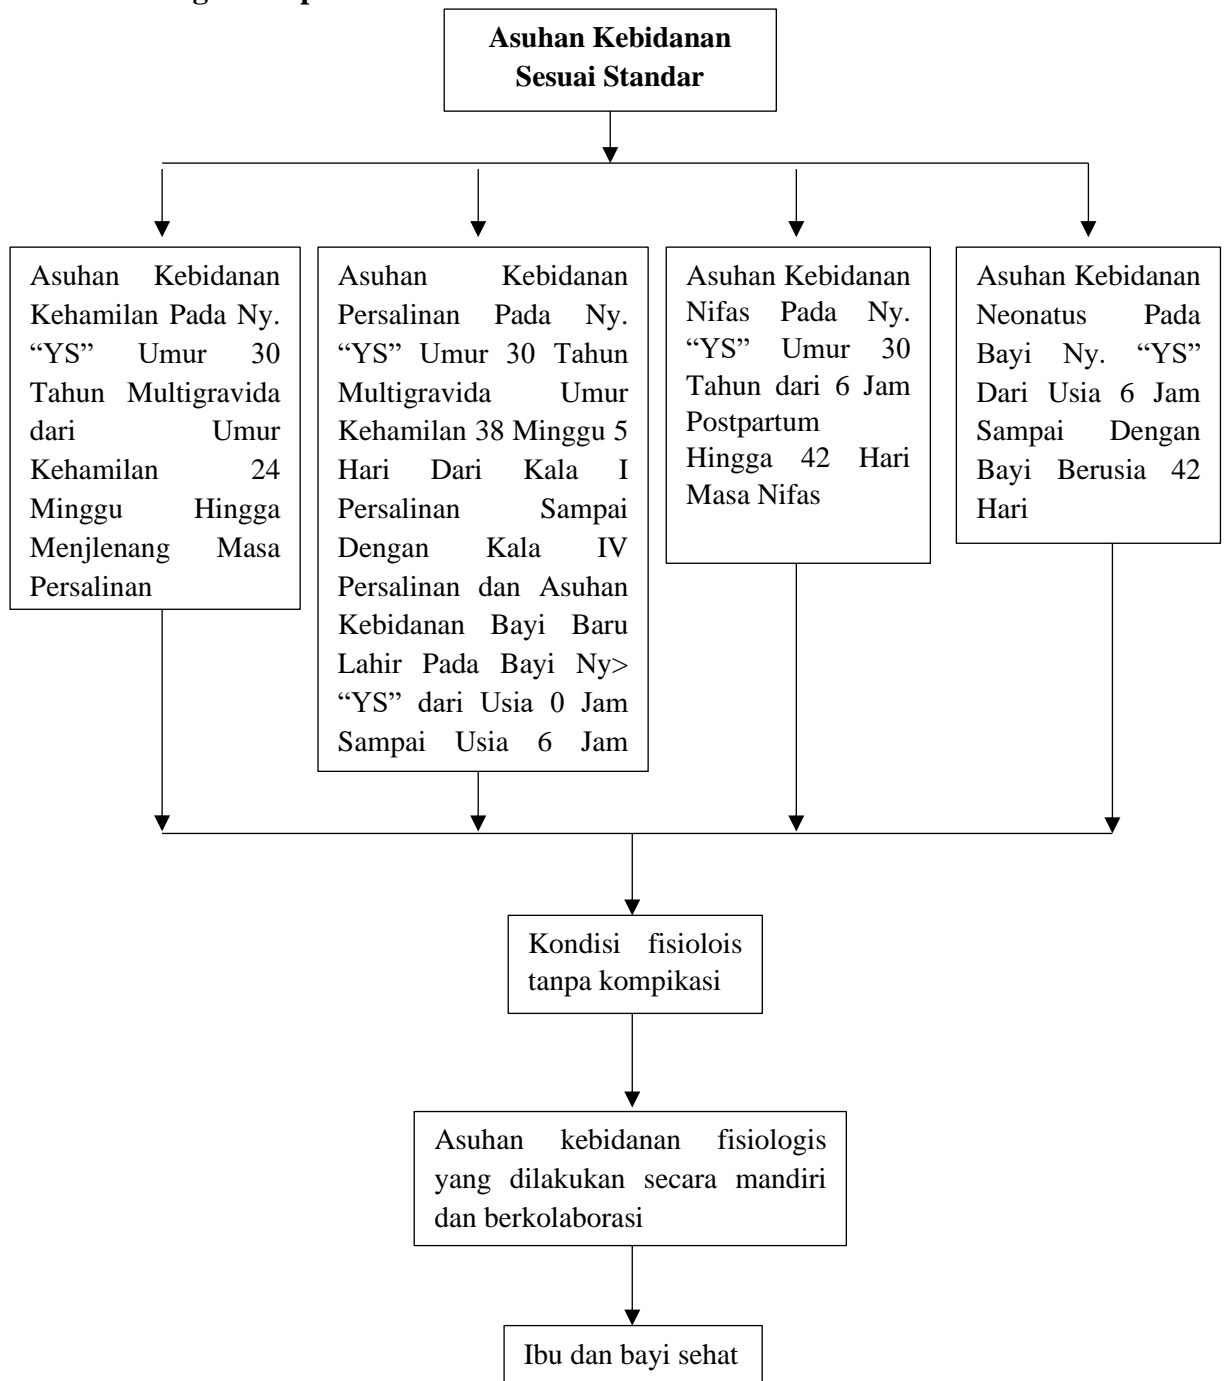 Asuhan Kebidanan
Sesuai Standar
Asuhan Kebidanan
Kehamilan Pada Ny.
“YS” Umur 30
Tahun Multigravida
dari Umur
Kehamilan 24
Minggu Hingga
Menjlenang Masa
Persalinan
Asuhan Kebidanan
Persalinan Pada Ny.
“YS” Umur 30 Tahun
Multigravida Umur
Kehamilan 38 Minggu 5
Hari Dari Kala I
Persalinan Sampai
Dengan Kala IV
Persalinan dan Asuhan
Kebidanan Bayi Baru
Lahir Pada Bayi Ny>
“YS” dari Usia 0 Jam
Sampai Usia 6 Jam
Asuhan Kebidanan
Nifas Pada Ny.
“YS” Umur 30
Tahun dari 6 Jam
Postpartum
Hingga 42 Hari
Masa Nifas
Asuhan Kebidanan
Neonatus Pada
Bayi Ny. “YS”
Dari Usia 6 Jam
Sampai Dengan
Bayi Berusia 42
Hari
Kondisi fisiolois
tanpa kompikasi
Asuhan kebidanan fisiologis
yang dilakukan secara mandiri
dan berkolaborasi
Ibu dan bayi sehat